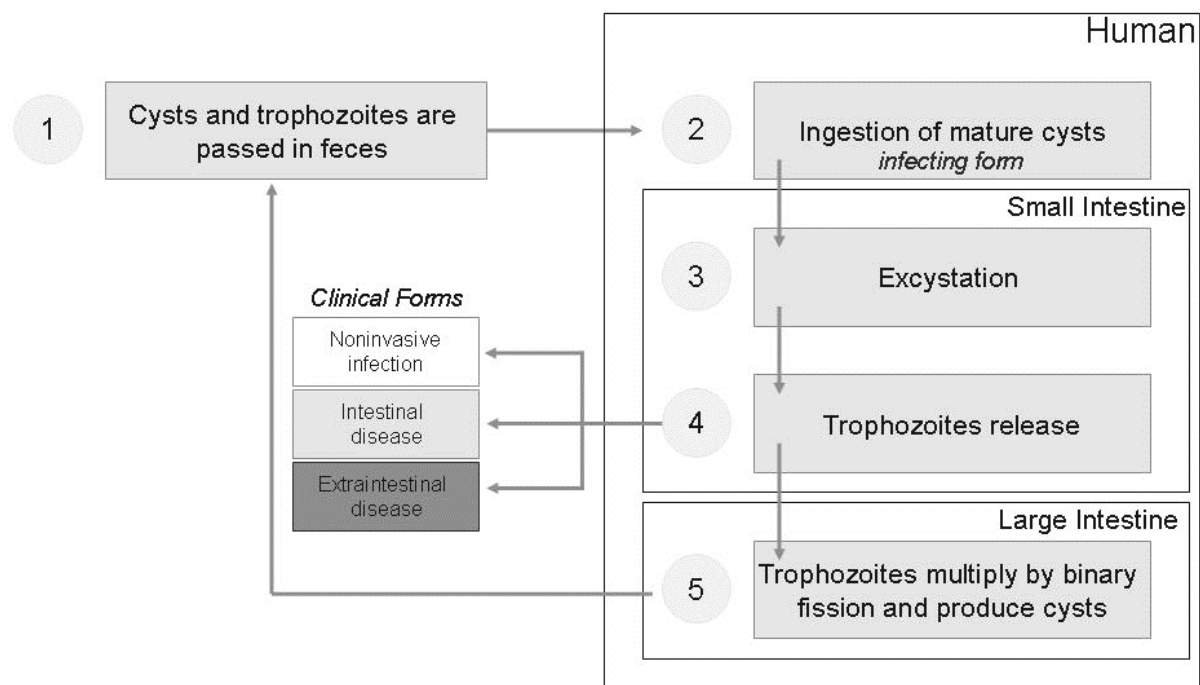 Human
1
Cysts and trophozoites are
passed in feces
2
Ingestion of mature cysts
infecting form
Small Intestine
3
Excystation
Clinical Forms
Noninvasive
infection
Intestinal
disease
Extraintestinal
disease
4
Trophozoites release
Large Intestine
5
Trophozoites multiply by binary
fission and produce cysts